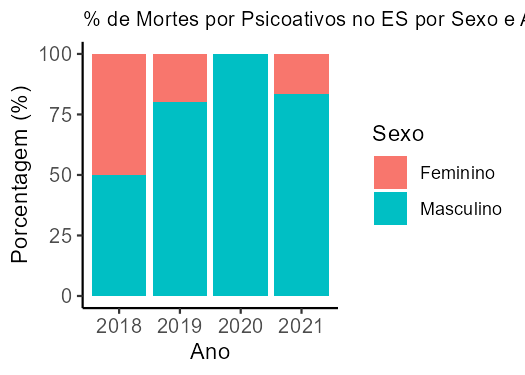 % de Mortes por Psicoativos no ES por Sexo e A
Porcentagem (%)
100
75
50
25
0
2018 2019 2020 2021
Ano
Sexo
Feminino
Masculino